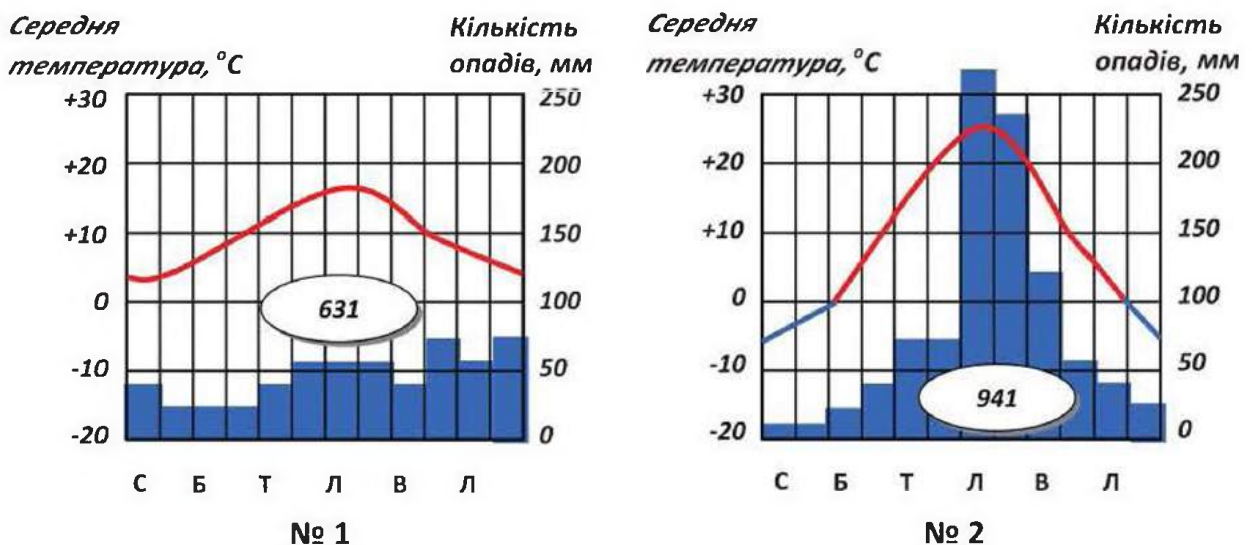 Середня
температура, °С
Кількість
опадів, мм
+30
+20
+10
0
-10
-20
250
200
150
100
50
0
631
С Б Т Л В Л
№ 1
Середня
температура, °С
Кількість
опадів, мм
+30
+20
+10
0
-10
-20
250
200
150
100
50
0
941
С Б Т Л В Л
№ 2